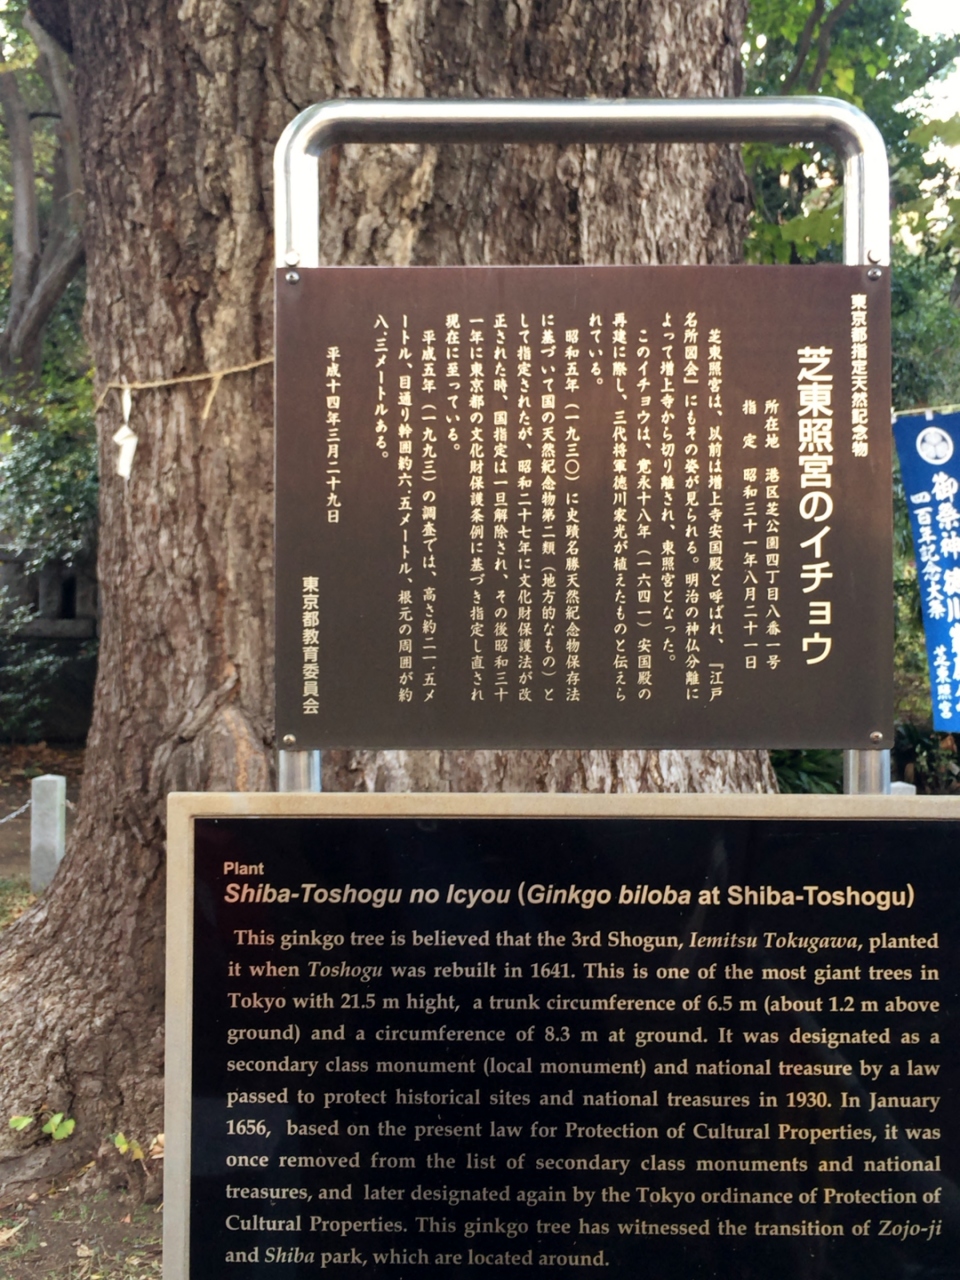 東京都指定天然記念物
芝東照宮のイチョウ
所在地 港区芝公園四丁目八番一号
指 定 昭和三十一年八月二十一日
芝東照宮は、以前は増上寺安国殿と呼ばれ、『江戸
名所図会』にもその姿が見られる。明治の神仏分離に
よって増上寺から切り離され、東照宮となった。
このイチョウは、寛永十八年（一六四一）安国殿の
再建に際し、三代将軍徳川家光が植えたものと伝えら
れている。
昭和五年（一九三〇）に史蹟名勝天然紀念物保存法
に基づいて国の天然紀念物第二類（地方的なもの）と
して指定されたが、昭和二十七年に文化財保護法が改
正された時、国指定は一旦解除され、その後昭和三十
一年に東京都の文化財保護条例に基づき指定し直され
現在に至っている。
平成五年（一九九三）の調査では、高さ約二一．五メ
ートル、目通り幹囲約六．五メートル、根元の周囲が約
八．三メートルある。
平成十四年三月二十九日
東京都教育委員会
御祭神 徳川
四百年記念大祭
芝東照宮
Plant
Shiba-Toshogu no Icyou (Ginkgo biloba at Shiba-Toshogu)
This ginkgo tree is believed that the 3rd Shogun, Iemitsu Tokugawa, planted
it when Toshogu was rebuilt in 1641. This is one of the most giant trees in
Tokyo with 21.5 m hight, a trunk circumference of 6.5 m (about 1.2 m above
ground) and a circumference of 8.3 m at ground. It was designated as a
secondary class monument (local monument) and national treasure by a law
passed to protect historical sites and national treasures in 1930. In January
1656, based on the present law for Protection of Cultural Properties, it was
once removed from the list of secondary class monuments and national
treasures, and later designated again by the Tokyo ordinance of Protection of
Cultural Properties. This ginkgo tree has witnessed the transition of Zojo-ji
and Shiba park, which are located around.